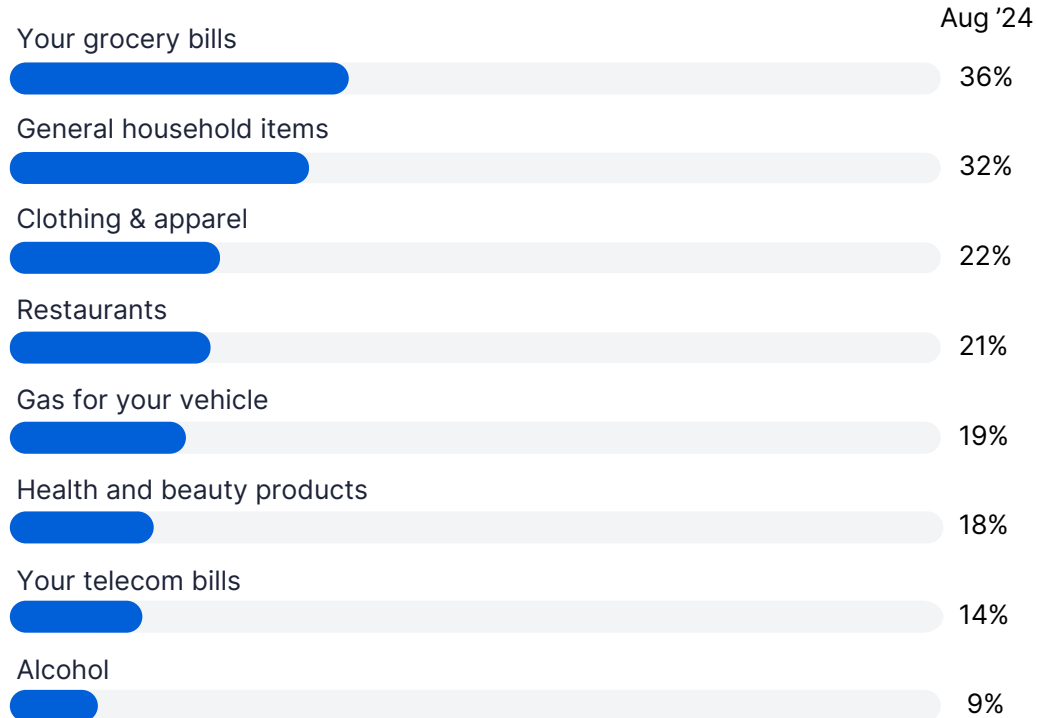 Aug ’24
Your grocery bills
36%
General household items
32%
Clothing & apparel
22%
Restaurants
21%
Gas for your vehicle
19%
Health and beauty products
18%
Your telecom bills
14%
Alcohol
9%